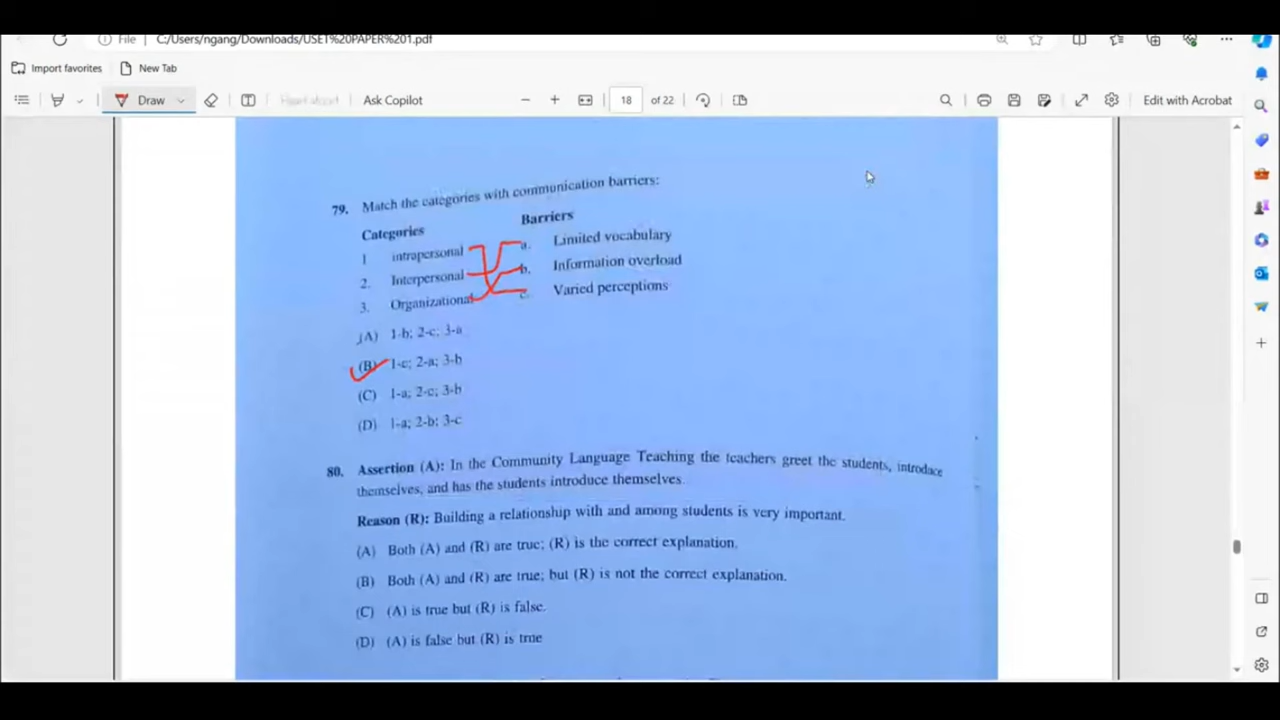 File C:/Users/ngang/Downloads/USET%20PAPER%201.pdf
Import favorites New Tab
Draw Read aloud Ask Copilot 18 of 22 Edit with Acrobat
79. Match the categories with communication barriers:
Categories Barriers
1 intrapersonal a. Limited vocabulary
2. Interpersonal b. Information overload
3. Organizational c. Varied perceptions
(A) 1-b; 2-c; 3-a
(B) 1-c; 2-a; 3-b
(C) 1-a; 2-c; 3-b
(D) 1-a; 2-b; 3-c
80. Assertion (A): In the Community Language Teaching the teachers greet the students, introduce
themselves, and has the students introduce themselves.
Reason (R): Building a relationship with and among students is very important.
(A) Both (A) and (R) are true; (R) is the correct explanation.
(B) Both (A) and (R) are true; but (R) is not the correct explanation.
(C) (A) is true but (R) is false.
(D) (A) is false but (R) is true